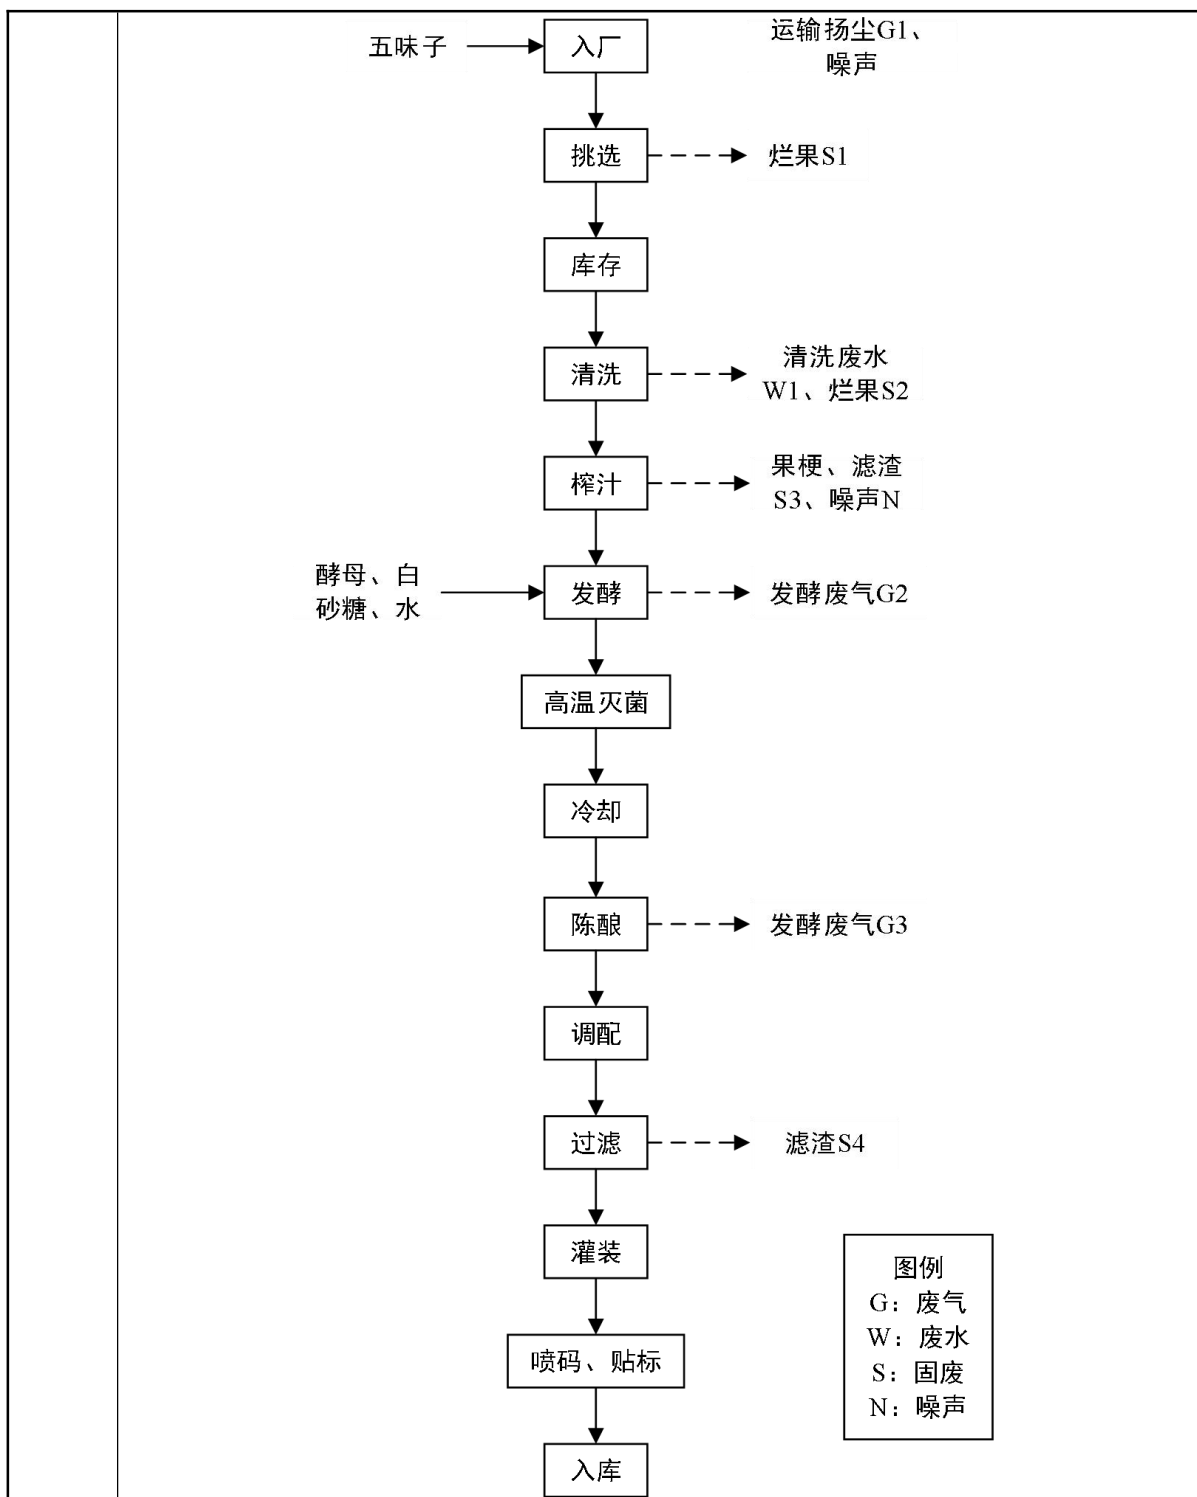 五味子
入厂
运输扬尘G1、
噪声
挑选
烂果S1
库存
清洗
清洗废水
W1、烂果S2
榨汁
果梗、滤渣
S3、噪声N
酵母、白
砂糖、水
发酵
发酵废气G2
高温灭菌
冷却
陈酿
发酵废气G3
调配
过滤
滤渣S4
灌装
喷码、贴标
入库
图例
G：废气
W：废水
S：固废
N：噪声